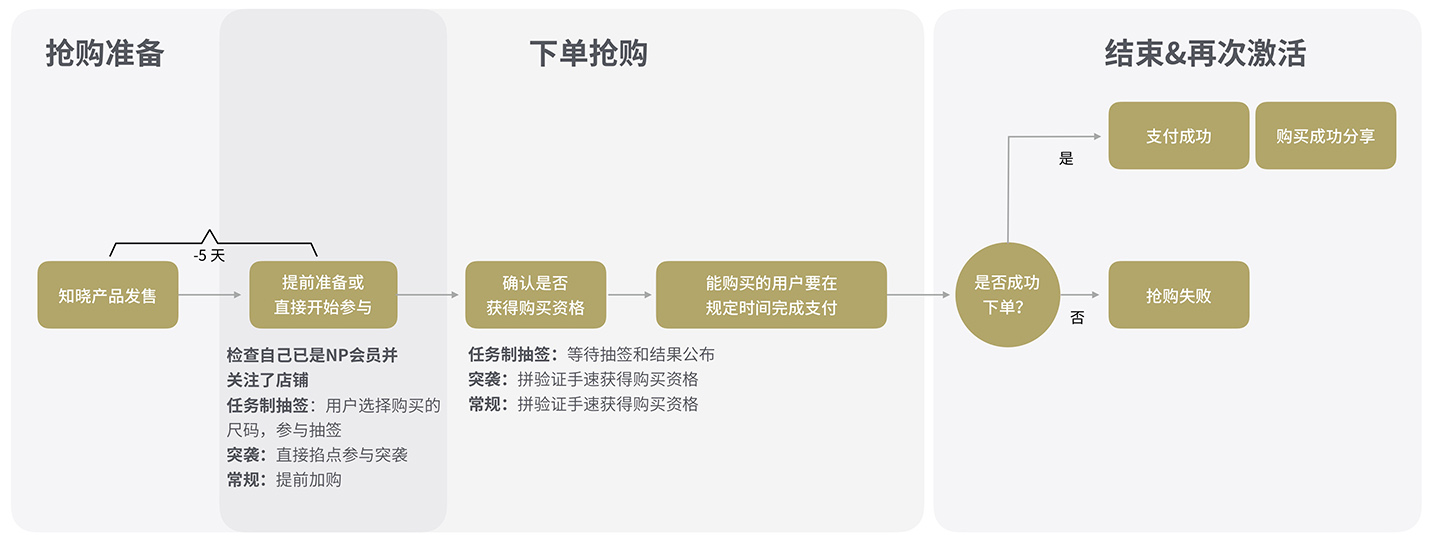 抢购准备
下单抢购
结束&再次激活
-5 天
知晓产品发售
提前准备或
直接开始参与
检查自己已是NP会员并
关注了店铺
任务制抽签：用户选择购买的
尺码，参与抽签
突袭：直接掐点参与突袭
常规：提前加购
确认是否
获得购买资格
任务制抽签：等待抽签和结果公布
突袭：拼验证手速获得购买资格
常规：拼验证手速获得购买资格
能购买的用户要在
规定时间完成支付
是否成功
下单？
是
支付成功
购买成功分享
否
抢购失败